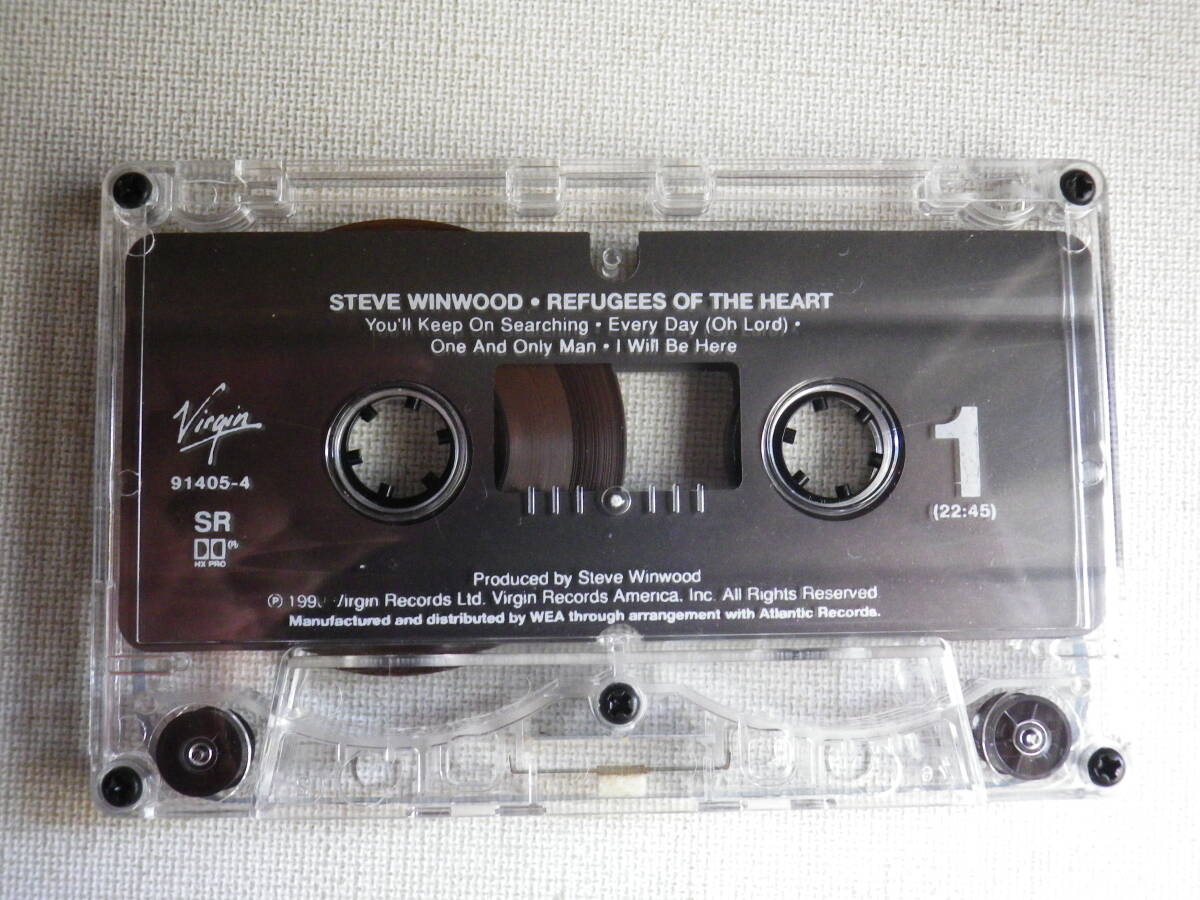 STEVE WINWOOD • REFUGEES OF THE HEART
You'll Keep On Searching • Every Day (Oh Lord) •
One And Only Man • I Will Be Here
Virgin
91405-4
SR
HX PRO
1
(22:45)
Produced by Steve Winwood
℗ Virgin Records Ltd. Virgin Records America, Inc. All Rights Reserved
Manufactured and distributed by WEA through arrangement with Atlantic Records.